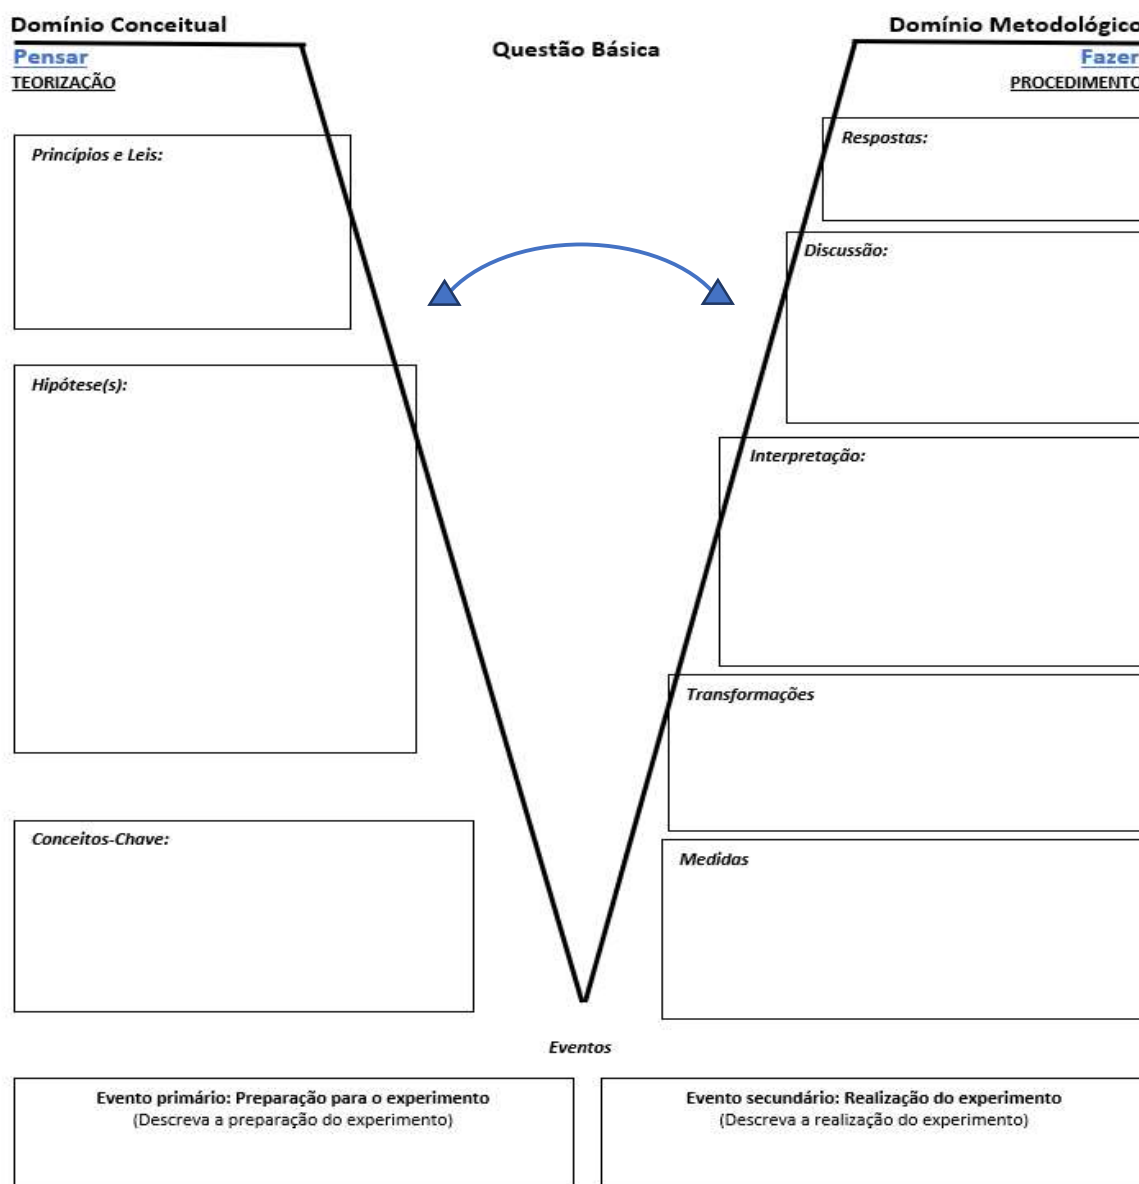 Domínio Conceitual
Pensar
TEORIZAÇÃO
Questão Básica
Domínio Metodológico
Fazer
PROCEDIMENTO
Princípios e Leis:
Hipótese(s):
Conceitos-Chave:
Respostas:
Discussão:
Interpretação:
Transformações
Medidas
Eventos
Evento primário: Preparação para o experimento
(Descreva a preparação do experimento)
Evento secundário: Realização do experimento
(Descreva a realização do experimento)